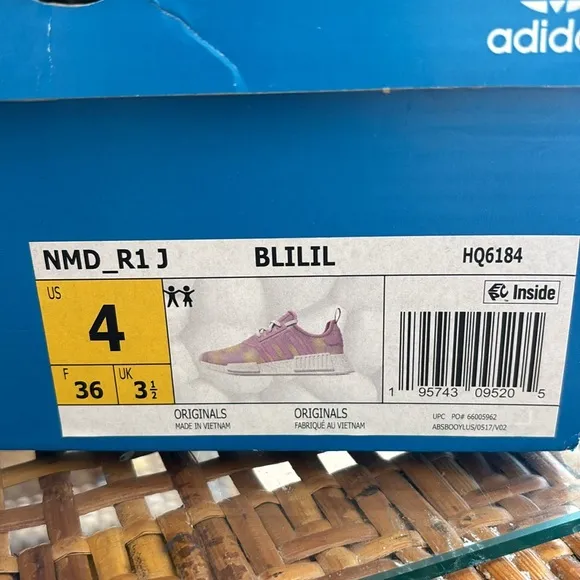 adidas
NMD_R1 J BLILIL HQ6184
US
4
F
36
UK
3½
ORIGINALS
MADE IN VIETNAM
ORIGINALS
FABRIQUÉ AU VIETNAM
Inside
1 95743 09520 5
UPC PO# 66005962
ABSBOOYLUS/0517/V02